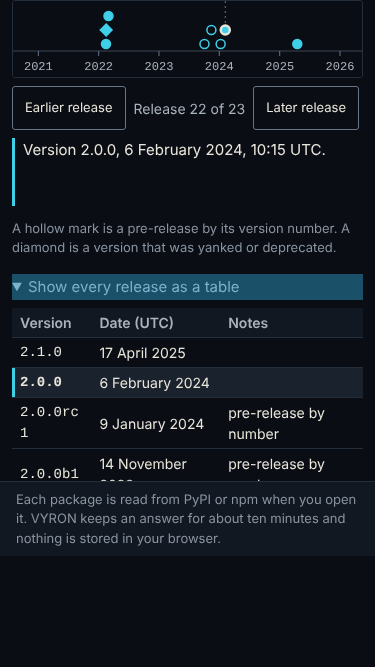 2021 2022 2023 2024 2025 2026
Earlier release Release 22 of 23 Later release
Version 2.0.0, 6 February 2024, 10:15 UTC.
A hollow mark is a pre-release by its version number. A
diamond is a version that was yanked or deprecated.
▼ Show every release as a table
Version Date (UTC) Notes
2.1.0 17 April 2025
2.0.0 6 February 2024
2.0.0rc
1 9 January 2024 pre-release by
number
2.0.0b1 14 November pre-release by
Each package is read from PyPI or npm when you open
it. VYRON keeps an answer for about ten minutes and
nothing is stored in your browser.